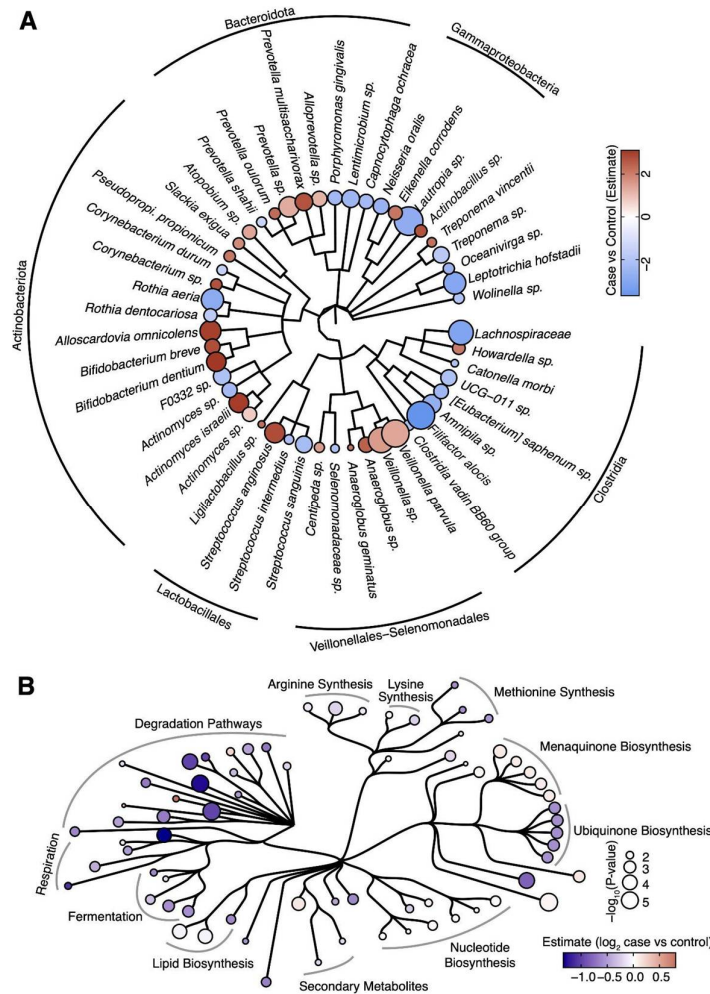 A
Bacteroidota
Gammaproteobacteria
Actinobacteriota
Lactobacillales
Veillonellales–Selenomonadales
Clostridia
Pseudopropi. propionicum
Slackia exigua
Atopobium sp.
Prevotella shahii
Prevotella oulorum
Prevotella sp.
Prevotella multisaccharivorax
Alloprevotella sp.
Porphyromonas gingivalis
Lentimicrobium sp.
Capnocytophaga ochracea
Neisseria oralis
Eikenella corrodens
Lautropia sp.
Actinobacillus sp.
Treponema vincentii
Treponema sp.
Oceanivirga sp.
Leptotrichia hofstadii
Wolinella sp.
Lachnospiraceae
Howardella sp.
Catonella morbi
UCG–011 sp.
[Eubacterium] saphenum sp.
Amnipila sp.
Filifactor alocis
Clostridia vadin BB60 group
Veillonella parvula
Veillonella sp.
Anaeroglobus sp.
Anaeroglobus geminatus
Selenomonadaceae sp.
Centipeda sp.
Streptococcus sanguinis
Streptococcus intermedius
Streptococcus anginosus
Ligilactobacillus sp.
Actinomyces sp.
Actinomyces israelii
Actinomyces sp.
F0332 sp.
Bifidobacterium dentium
Bifidobacterium breve
Alloscardovia omnicolens
Rothia dentocariosa
Rothia aeria
Corynebacterium sp.
Corynebacterium durum
Case vs Control (Estimate)
2
0
−2
B
Arginine Synthesis
Lysine
Synthesis
Methionine Synthesis
Degradation Pathways
Menaquinone Biosynthesis
Ubiquinone Biosynthesis
Respiration
Fermentation
Lipid Biosynthesis
Secondary Metabolites
Nucleotide
Biosynthesis
−log10(P-value)
2
3
4
5
Estimate (log2 case vs control)
−1.0 −0.5 0.0 0.5